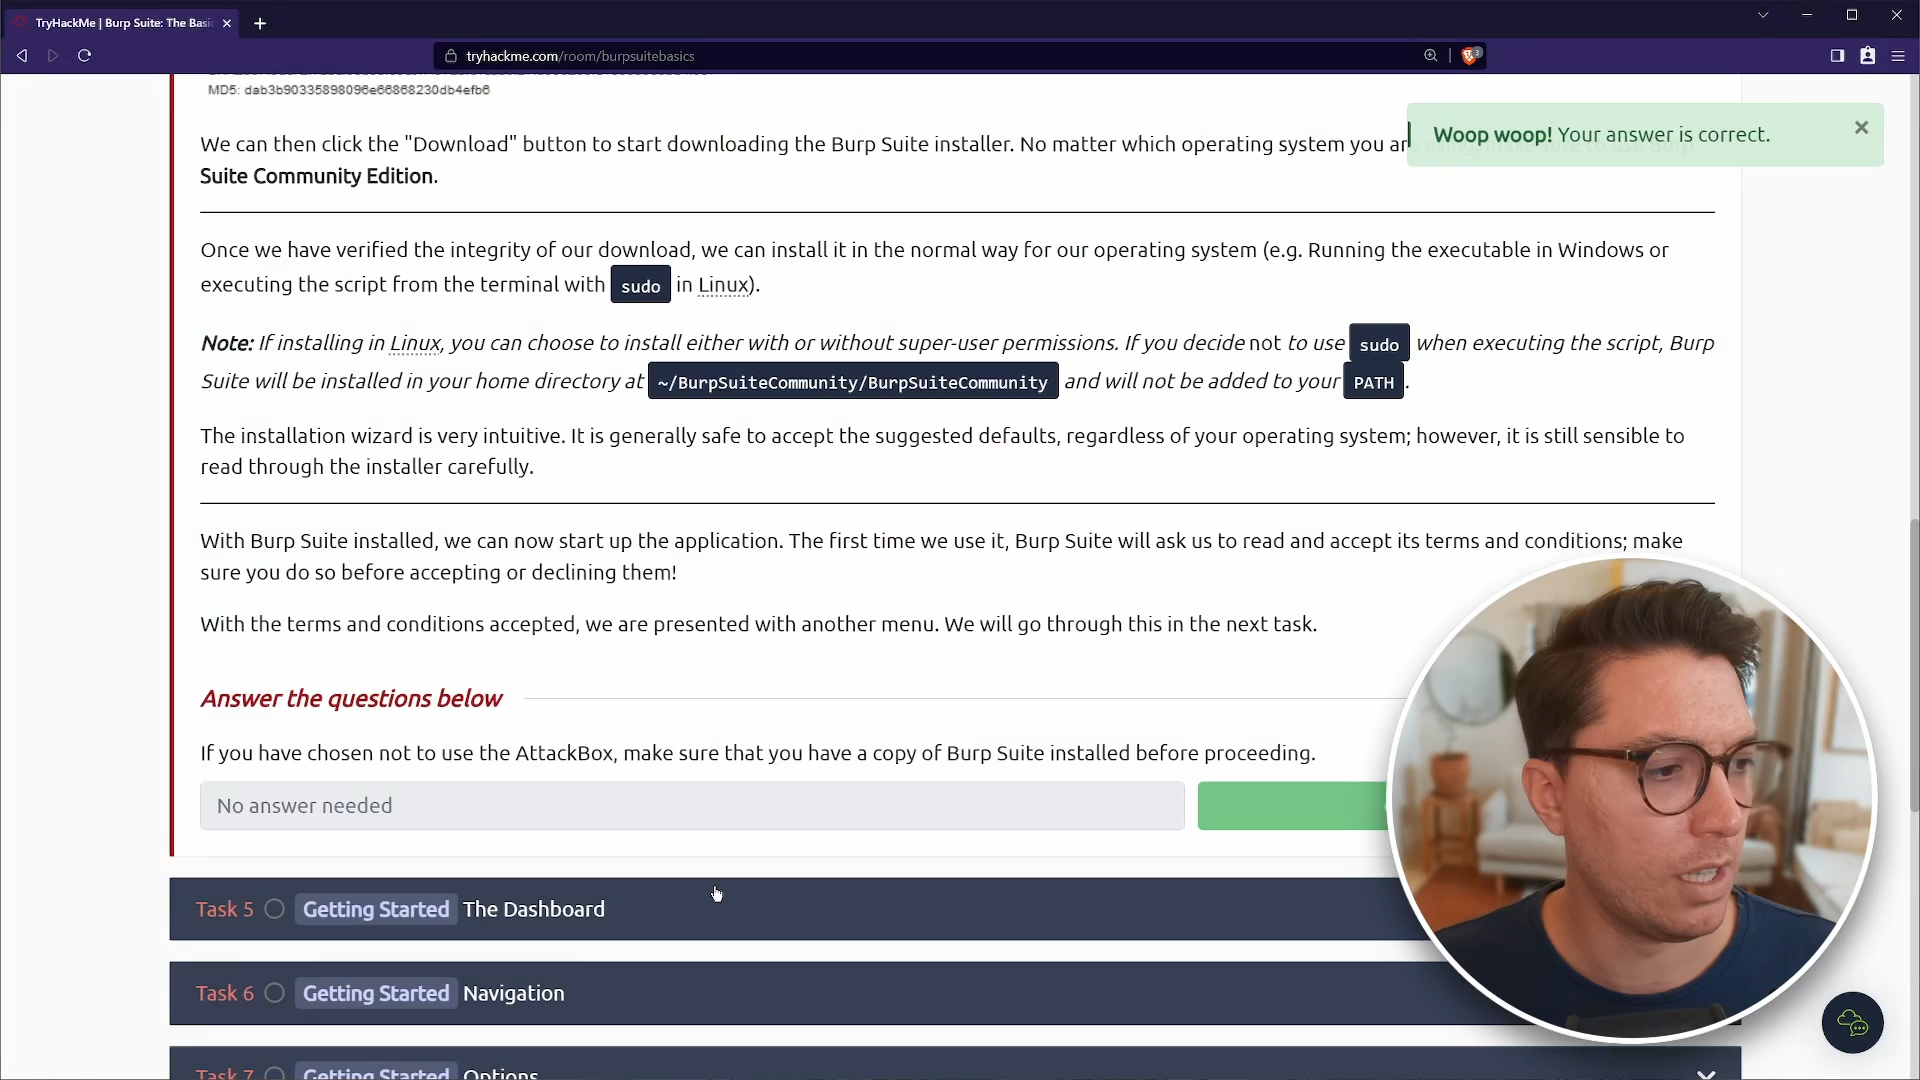 TryHackMe | Burp Suite: The Basi
tryhackme.com/room/burpsuitebasics
3
MD5: dab3b90335898096e66868230db4efb6
We can then click the "Download" button to start downloading the Burp Suite installer. No matter which operating system you ar
Suite Community Edition.
Woop woop! Your answer is correct.
Once we have verified the integrity of our download, we can install it in the normal way for our operating system (e.g. Running the executable in Windows or
executing the script from the terminal with sudo in Linux).
Note: If installing in Linux, you can choose to install either with or without super-user permissions. If you decide not to use sudo when executing the script, Burp
Suite will be installed in your home directory at ~/BurpSuiteCommunity/BurpSuiteCommunity and will not be added to your PATH.
The installation wizard is very intuitive. It is generally safe to accept the suggested defaults, regardless of your operating system; however, it is still sensible to
read through the installer carefully.
With Burp Suite installed, we can now start up the application. The first time we use it, Burp Suite will ask us to read and accept its terms and conditions; make
sure you do so before accepting or declining them!
With the terms and conditions accepted, we are presented with another menu. We will go through this in the next task.
Answer the questions below
If you have chosen not to use the AttackBox, make sure that you have a copy of Burp Suite installed before proceeding.
No answer needed
Task 5 Getting Started The Dashboard
Task 6 Getting Started Navigation
Task 7 Getting Started Options